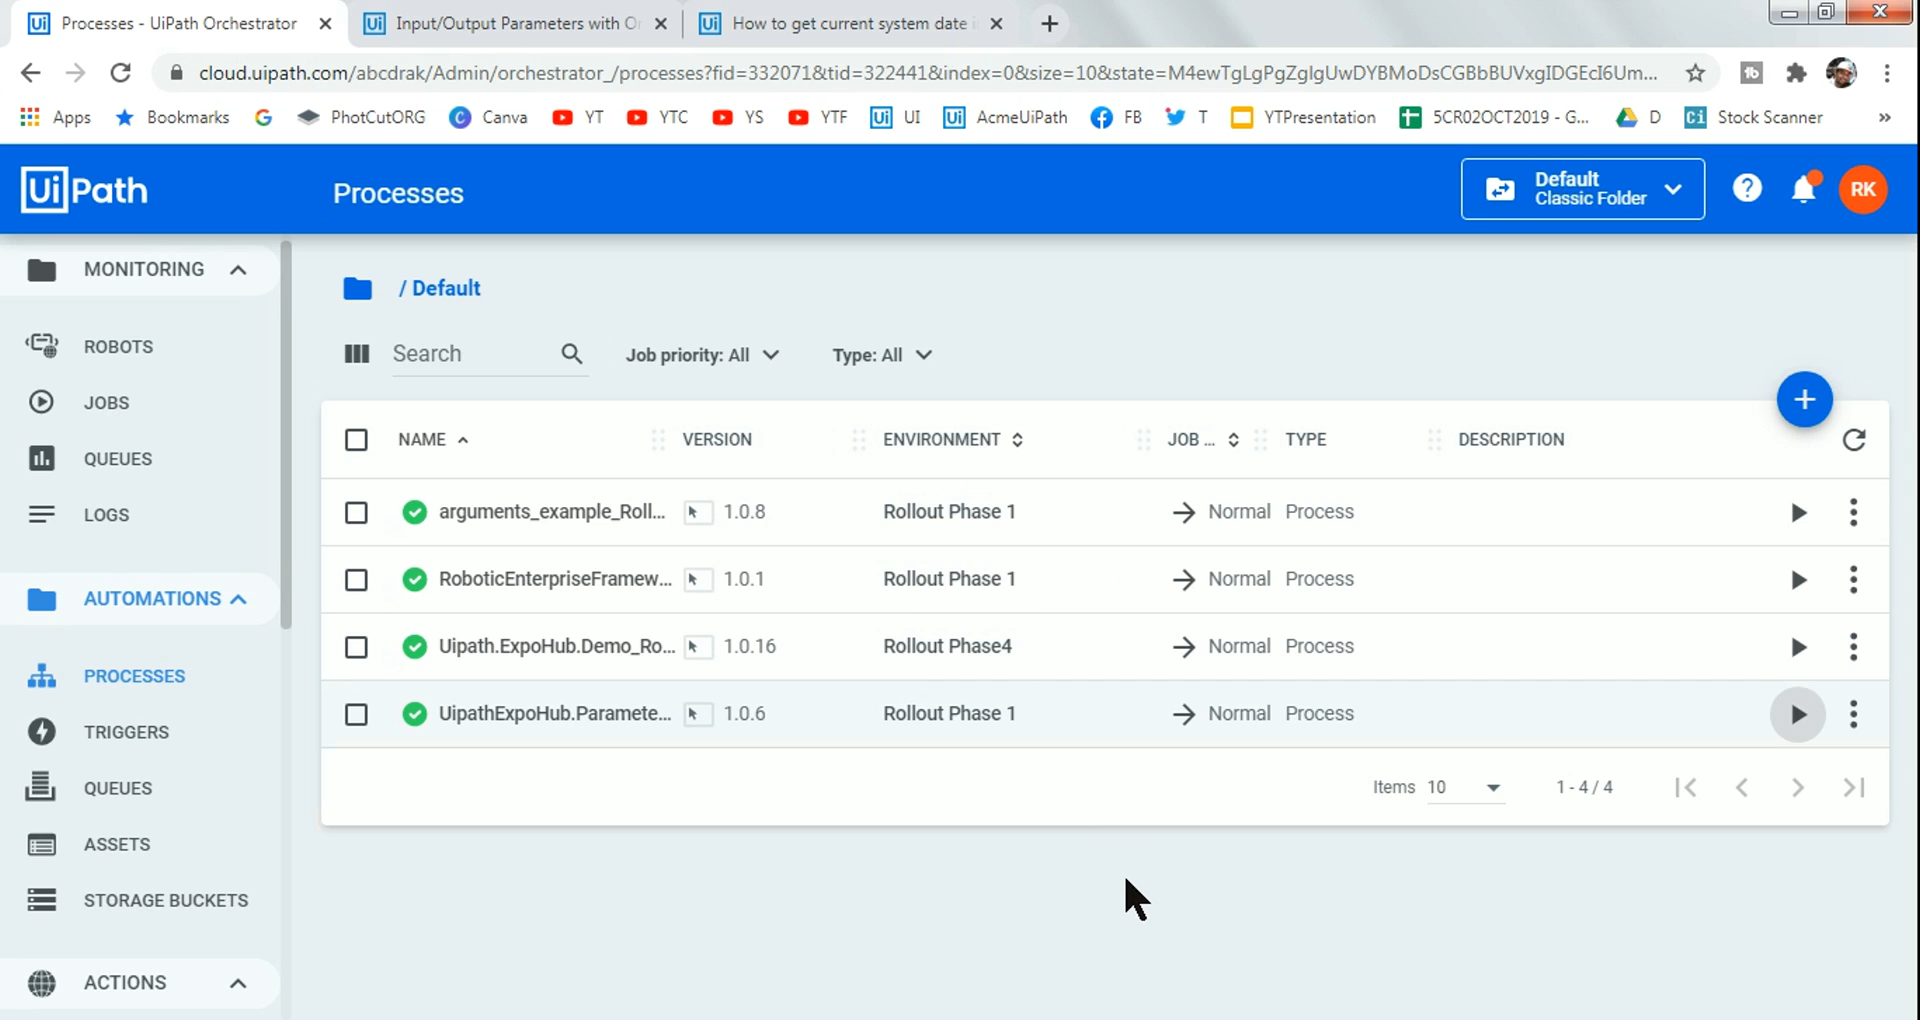 Processes - UiPath Orchestrator
Input/Output Parameters with Or
How to get current system date i
cloud.uipath.com/abcdrak/Admin/orchestrator_/processes?fid=332071&tid=322441&index=0&size=10&state=M4ewTgLgPgZglgUwDYBMoDsCGBbBUVxgIDGEcI6Um...
Apps Bookmarks PhotCutORG Canva YT YTC YS YTF UI AcmeUiPath FB T YTPresentation 5CR02OCT2019 - G... D Stock Scanner »
UiPath
Processes
Default
Classic Folder
RK
MONITORING
ROBOTS
JOBS
QUEUES
LOGS
AUTOMATIONS
PROCESSES
TRIGGERS
QUEUES
ASSETS
STORAGE BUCKETS
ACTIONS
/ Default
Search
Job priority: All
Type: All
NAME VERSION ENVIRONMENT JOB ... TYPE DESCRIPTION
arguments_example_Roll... 1.0.8 Rollout Phase 1 Normal Process
RoboticEnterpriseFramew... 1.0.1 Rollout Phase 1 Normal Process
Uipath.ExpoHub.Demo_Ro... 1.0.16 Rollout Phase4 Normal Process
UipathExpoHub.Paramete... 1.0.6 Rollout Phase 1 Normal Process
Items 10 1 - 4 / 4